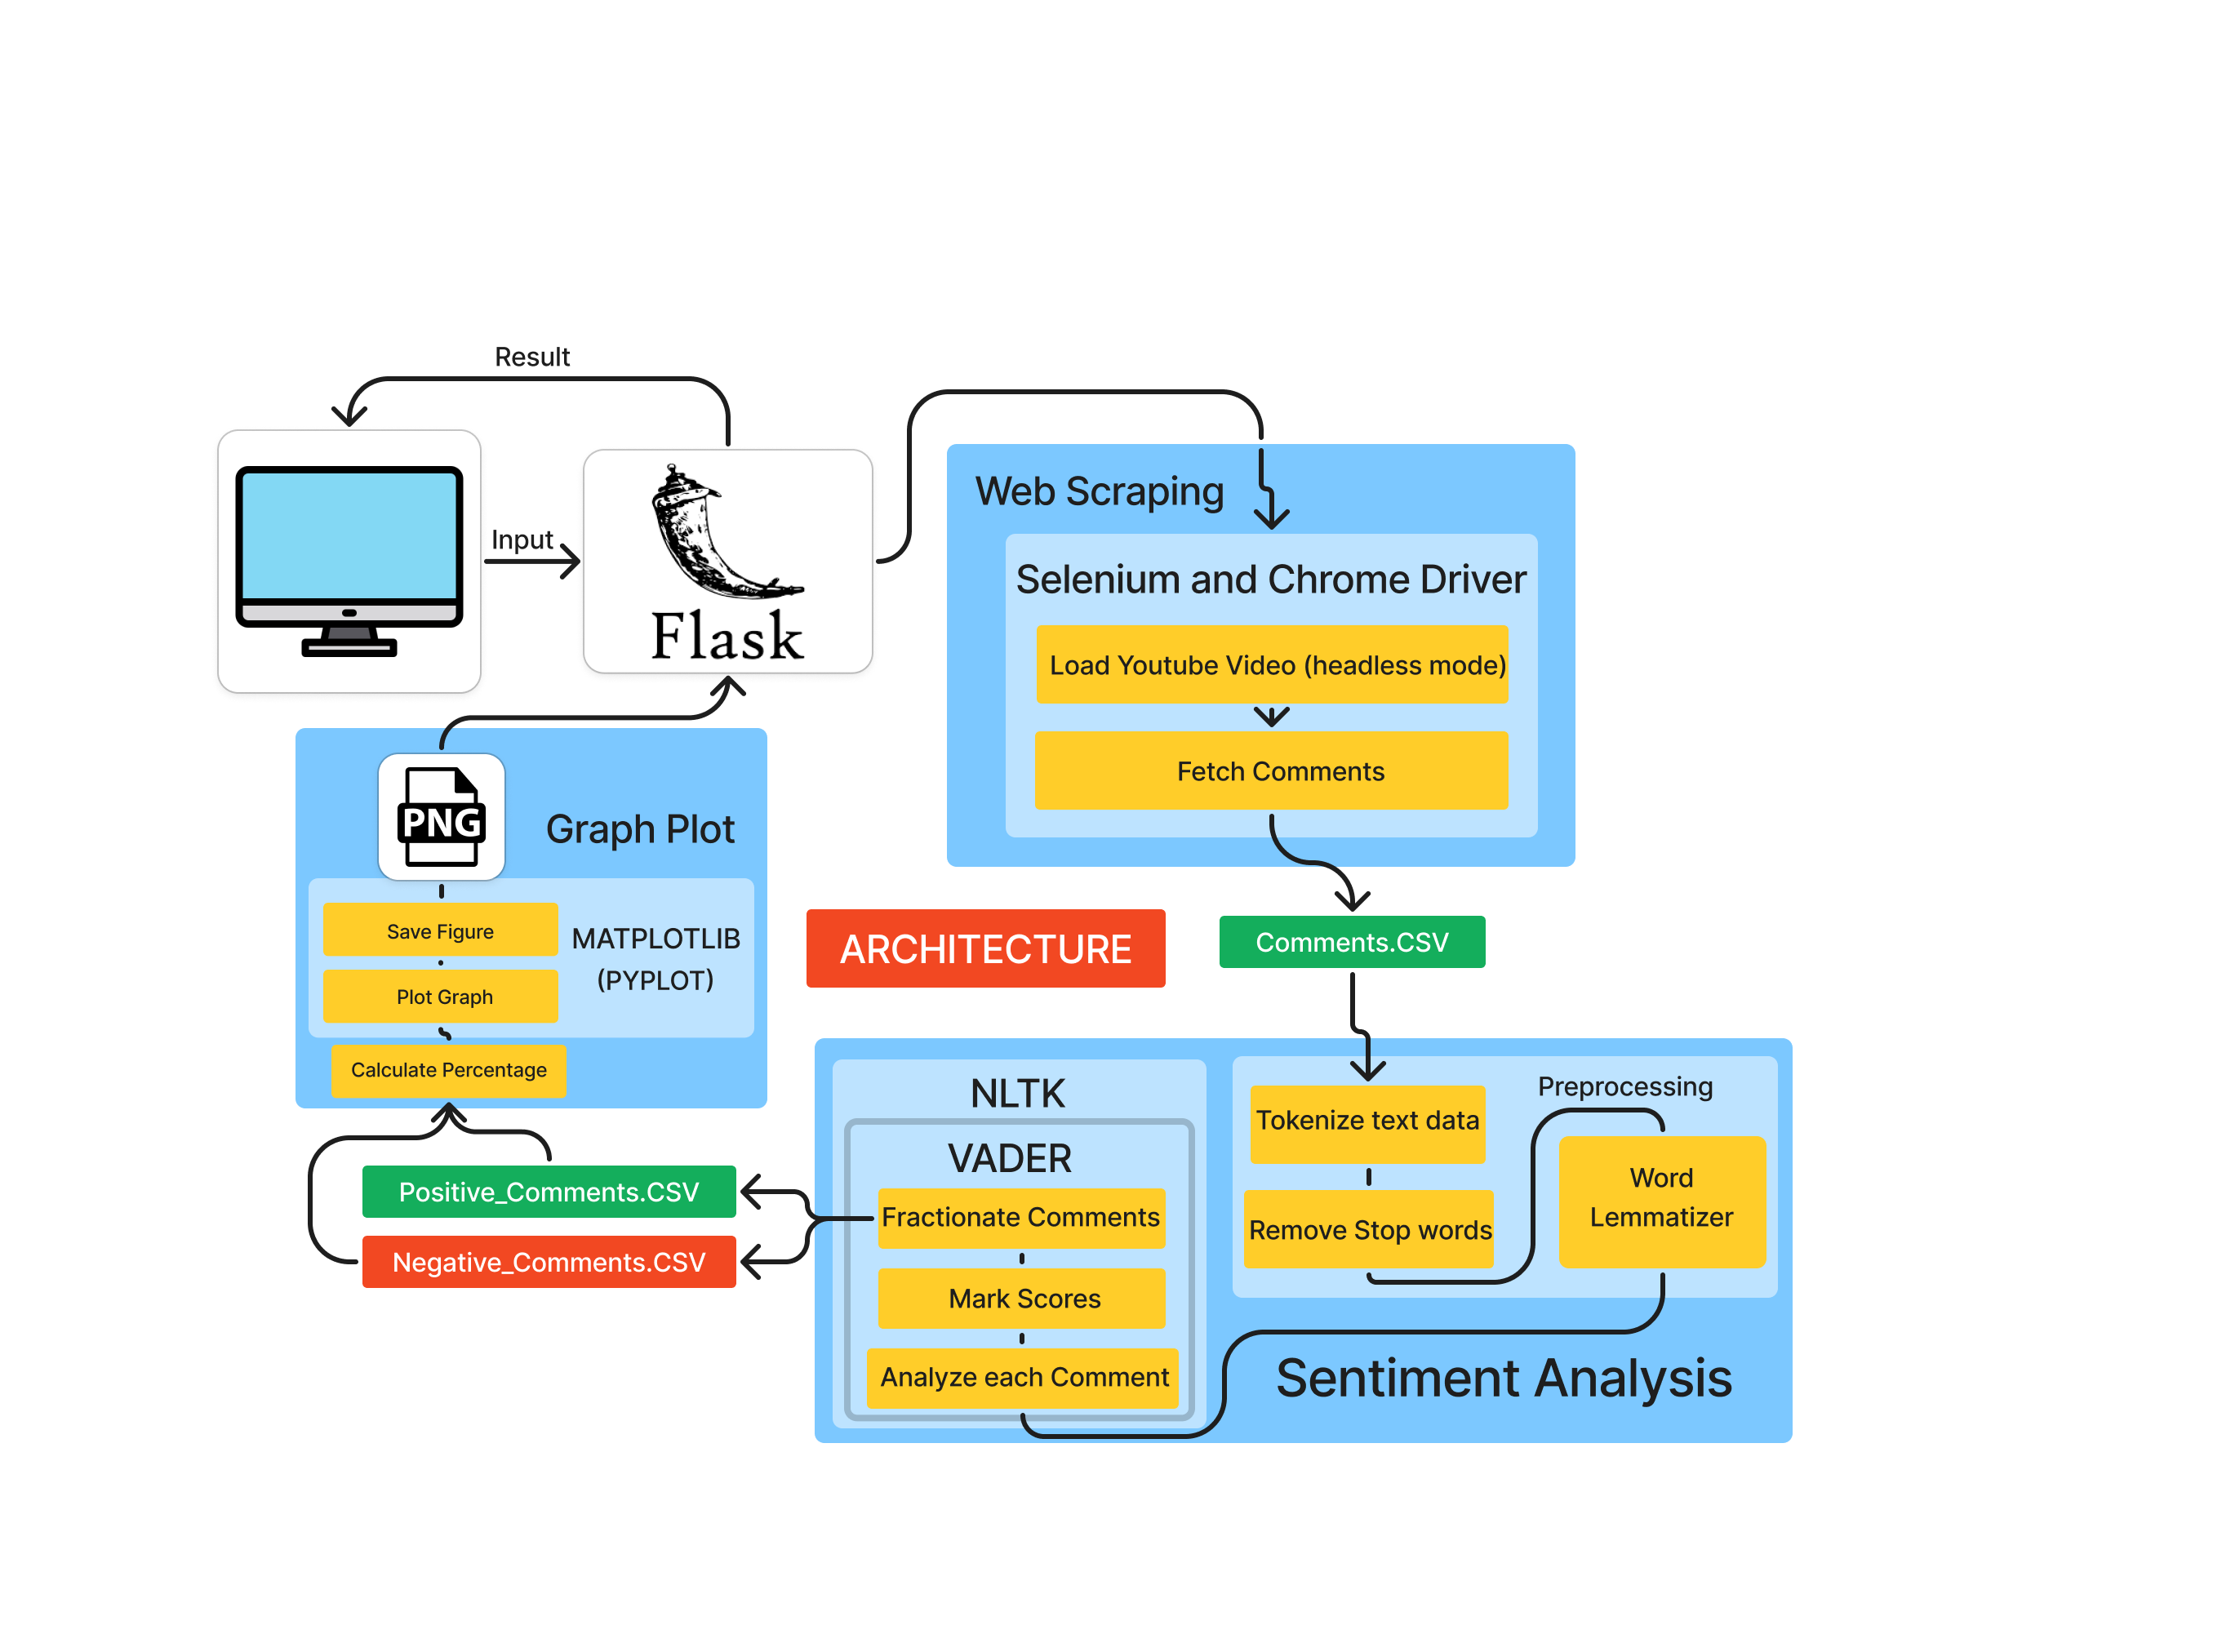 Result
Input
Flask
Web Scraping
Selenium and Chrome Driver
Load Youtube Video (headless mode)
Fetch Comments
PNG
Graph Plot
Save Figure
Plot Graph
MATPLOTLIB
(PYPLOT)
Calculate Percentage
ARCHITECTURE
Comments.CSV
Positive_Comments.CSV
Negative_Comments.CSV
NLTK
VADER
Fractionate Comments
Mark Scores
Analyze each Comment
Preprocessing
Tokenize text data
Remove Stop words
Word
Lemmatizer
Sentiment Analysis